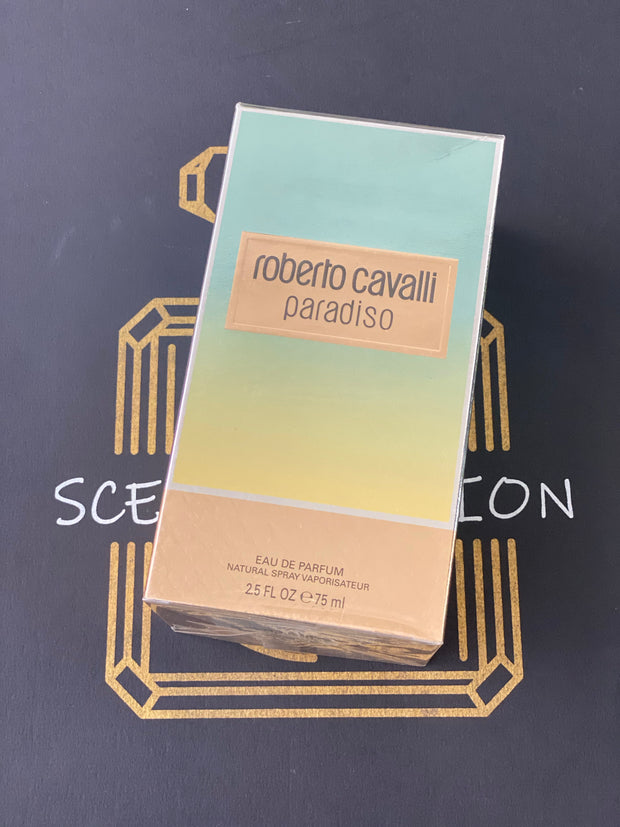 roberto cavalli
paradiso
SCE
ION
EAU DE PARFUM
NATURAL SPRAY VAPORISATEUR
2.5 FL OZ e 75 ml